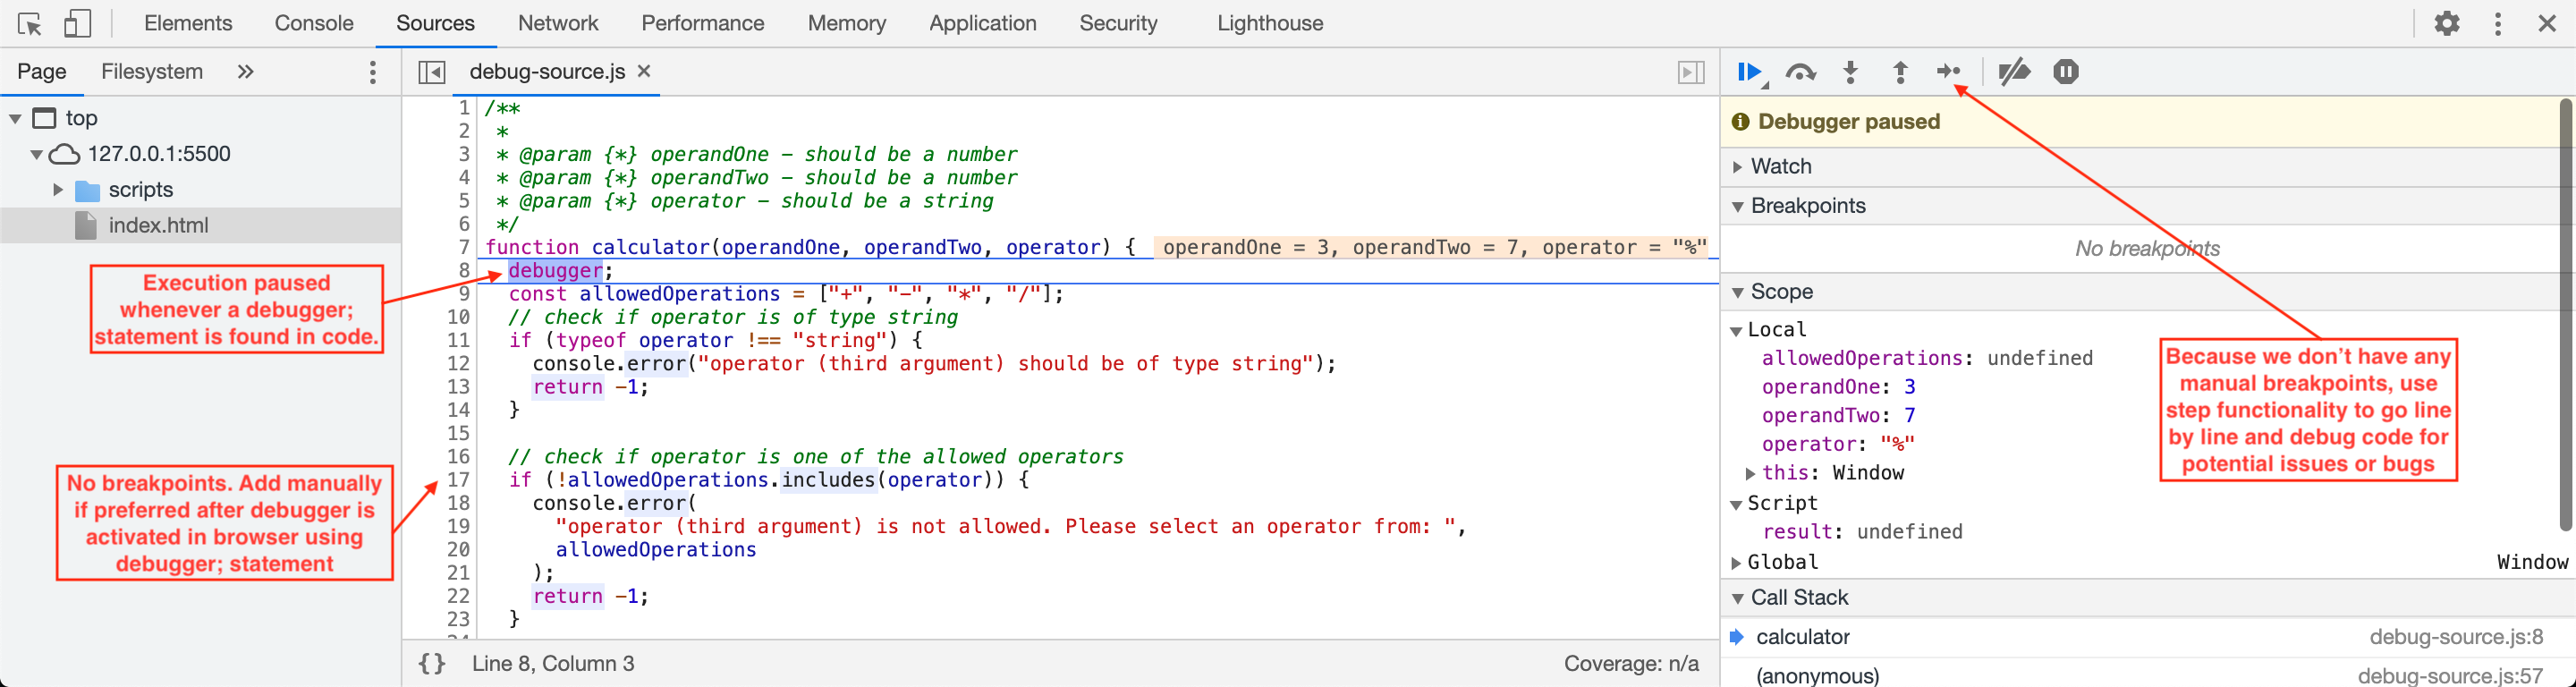 Elements Console Sources Network Performance Memory Application Security Lighthouse
Page Filesystem »
debug-source.js ×
top
127.0.0.1:5500
scripts
index.html
Execution paused
whenever a debugger;
statement is found in code.
No breakpoints. Add manually
if preferred after debugger is
activated in browser using
debugger; statement
1 /**
2  *
3  * @param {*} operandOne - should be a number
4  * @param {*} operandTwo - should be a number
5  * @param {*} operator - should be a string
6  */
7 function calculator(operandOne, operandTwo, operator) {  operandOne = 3, operandTwo = 7, operator = "%"
8   debugger;
9   const allowedOperations = ["+", "-", "*", "/"];
10   // check if operator is of type string
11   if (typeof operator !== "string") {
12     console.error("operator (third argument) should be of type string");
13     return -1;
14   }
15
16   // check if operator is one of the allowed operators
17   if (!allowedOperations.includes(operator)) {
18     console.error(
19       "operator (third argument) is not allowed. Please select an operator from: ",
20       allowedOperations
21     );
22     return -1;
23   }
{} Line 8, Column 3
Coverage: n/a
Debugger paused
Watch
Breakpoints
No breakpoints
Scope
Local
allowedOperations: undefined
operandOne: 3
operandTwo: 7
operator: "%"
this: Window
Script
result: undefined
Global Window
Call Stack
calculator debug-source.js:8
(anonymous) debug-source.js:57
Because we don't have any
manual breakpoints, use
step functionality to go line
by line and debug code for
potential issues or bugs